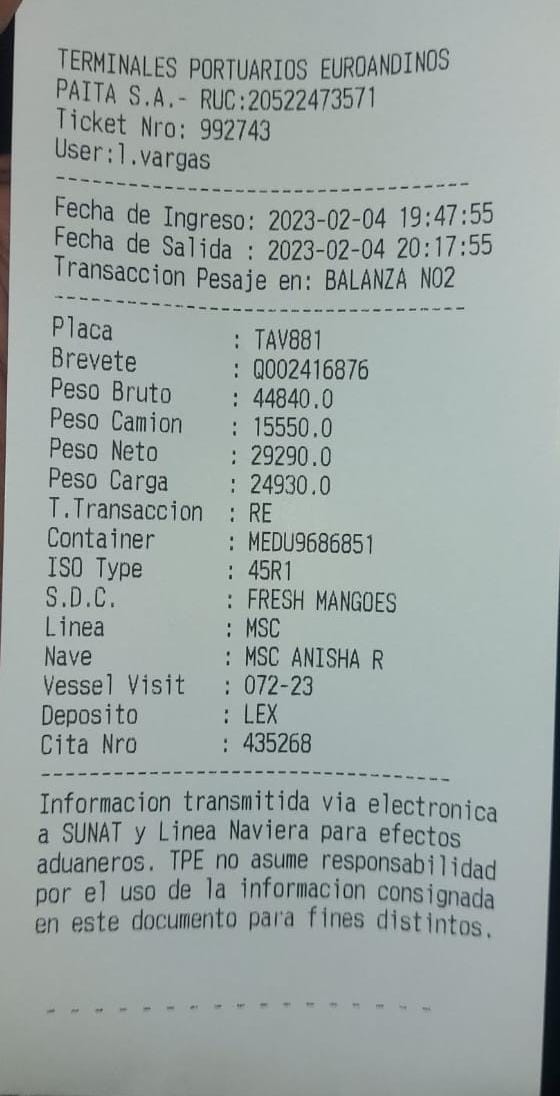 TERMINALES PORTUARIOS EUROANDINOS
PAITA S.A.- RUC:20522473571
Ticket Nro: 992743
User:l.vargas
--------------------------------------
Fecha de Ingreso: 2023-02-04 19:47:55
Fecha de Salida : 2023-02-04 20:17:55
Transaccion Pesaje en: BALANZA NO2
--------------------------------------
Placa : TAV881
Brevete : Q002416876
Peso Bruto : 44840.0
Peso Camion : 15550.0
Peso Neto : 29290.0
Peso Carga : 24930.0
T.Transaccion : RE
Container : MEDU9686851
ISO Type : 45R1
S.D.C. : FRESH MANGOES
Linea : MSC
Nave : MSC ANISHA R
Vessel Visit : 072-23
Deposito : LEX
Cita Nro : 435268
--------------------------------------
Informacion transmitida via electronica
a SUNAT y Linea Naviera para efectos
aduaneros. TPE no asume responsabilidad
por el uso de la informacion consignada
en este documento para fines distintos.
- - - - - - - - - - - - - - - - -